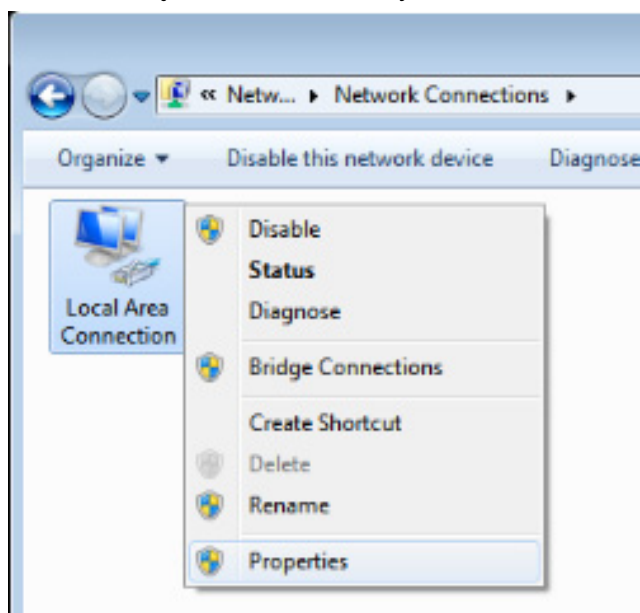 « Netw... ▸ Network Connections ▸
Organize ▾ Disable this network device Diagnose
Local Area
Connection
Disable
Status
Diagnose
Bridge Connections
Create Shortcut
Delete
Rename
Properties